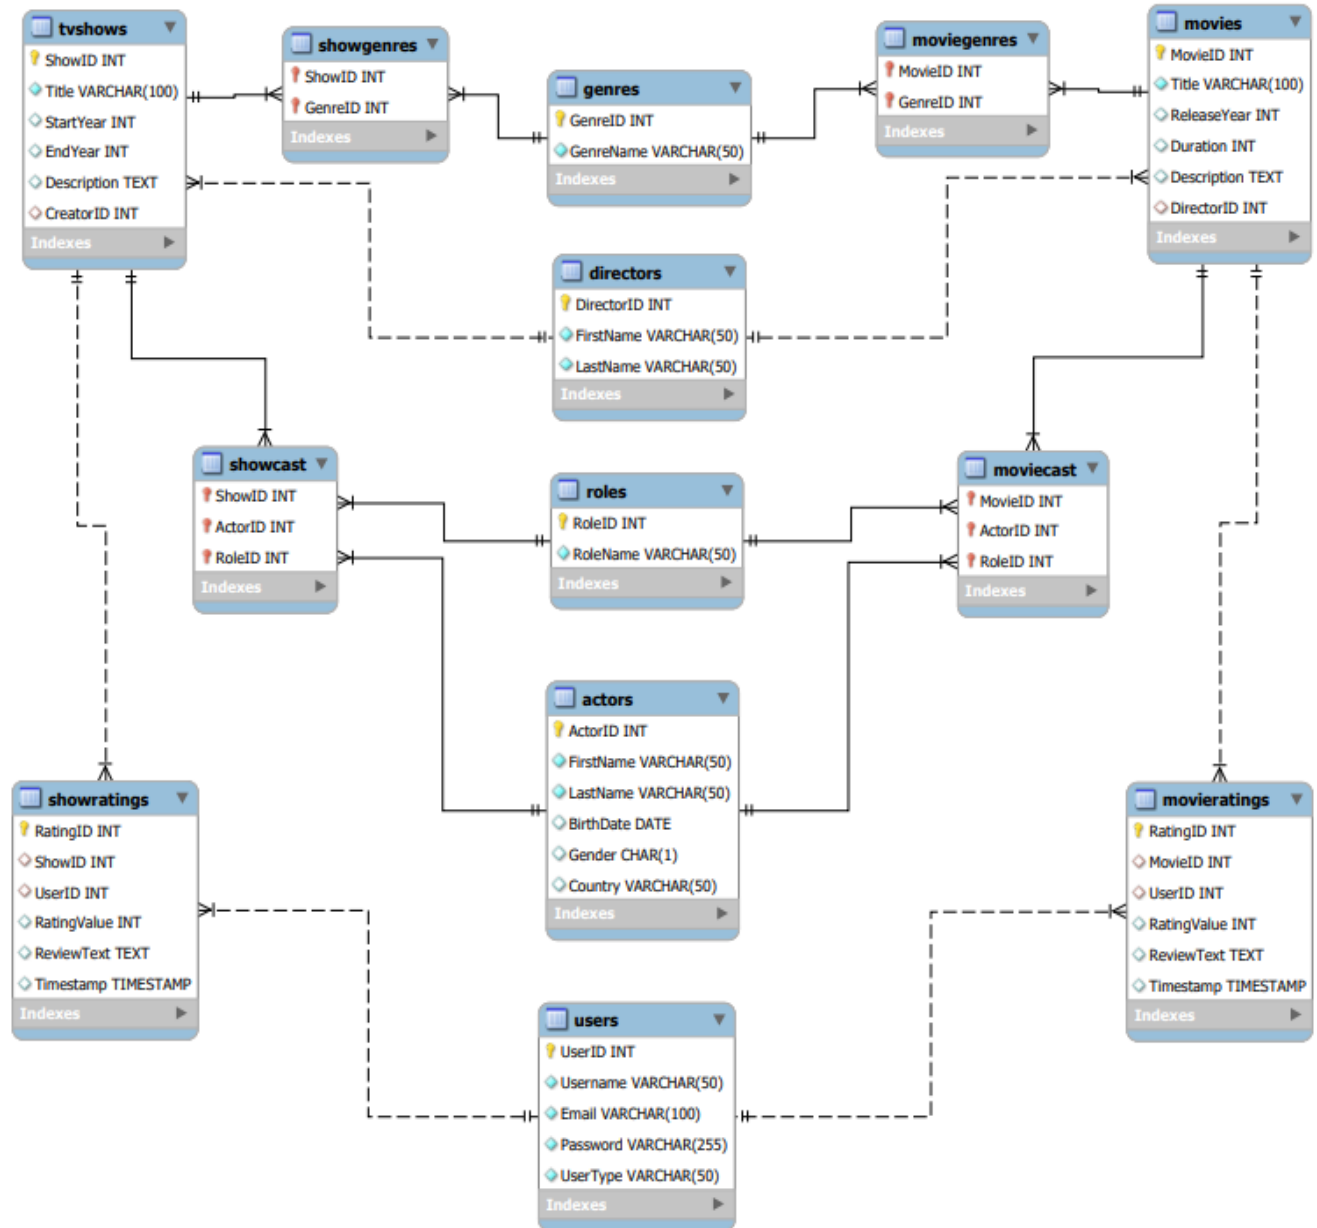 tvshows
ShowID INT
Title VARCHAR(100)
StartYear INT
EndYear INT
Description TEXT
CreatorID INT
Indexes
showgenres
ShowID INT
GenreID INT
Indexes
genres
GenreID INT
GenreName VARCHAR(50)
Indexes
moviegenres
MovieID INT
GenreID INT
Indexes
movies
MovieID INT
Title VARCHAR(100)
ReleaseYear INT
Duration INT
Description TEXT
DirectorID INT
Indexes
directors
DirectorID INT
FirstName VARCHAR(50)
LastName VARCHAR(50)
Indexes
showcast
ShowID INT
ActorID INT
RoleID INT
Indexes
roles
RoleID INT
RoleName VARCHAR(50)
Indexes
moviecast
MovieID INT
ActorID INT
RoleID INT
Indexes
actors
ActorID INT
FirstName VARCHAR(50)
LastName VARCHAR(50)
BirthDate DATE
Gender CHAR(1)
Country VARCHAR(50)
Indexes
showratings
RatingID INT
ShowID INT
UserID INT
RatingValue INT
ReviewText TEXT
Timestamp TIMESTAMP
Indexes
movieratings
RatingID INT
MovieID INT
UserID INT
RatingValue INT
ReviewText TEXT
Timestamp TIMESTAMP
Indexes
users
UserID INT
Username VARCHAR(50)
Email VARCHAR(100)
Password VARCHAR(255)
UserType VARCHAR(50)
Indexes